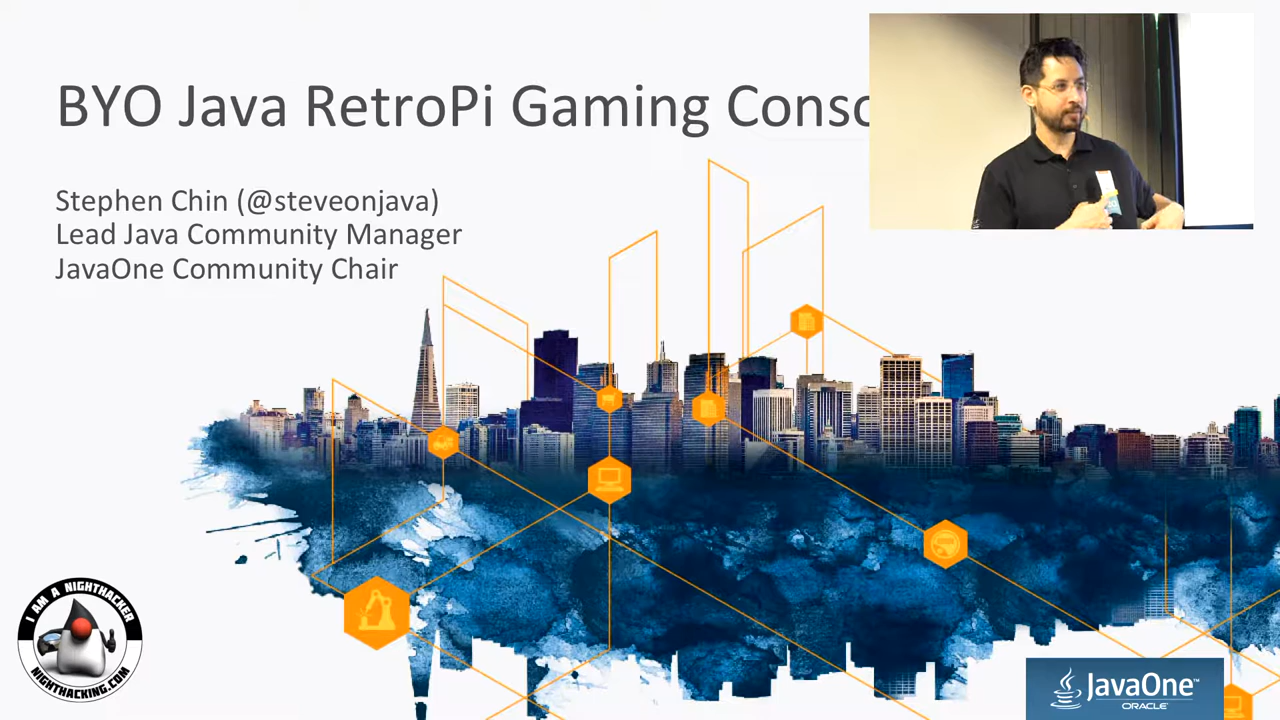 BYO Java RetroPi Gaming Conso
Stephen Chin (@steveonjava)
Lead Java Community Manager
JavaOne Community Chair
I AM A NIGHTHACKER
NIGHTHACKING.COM
JavaOne™
ORACLE